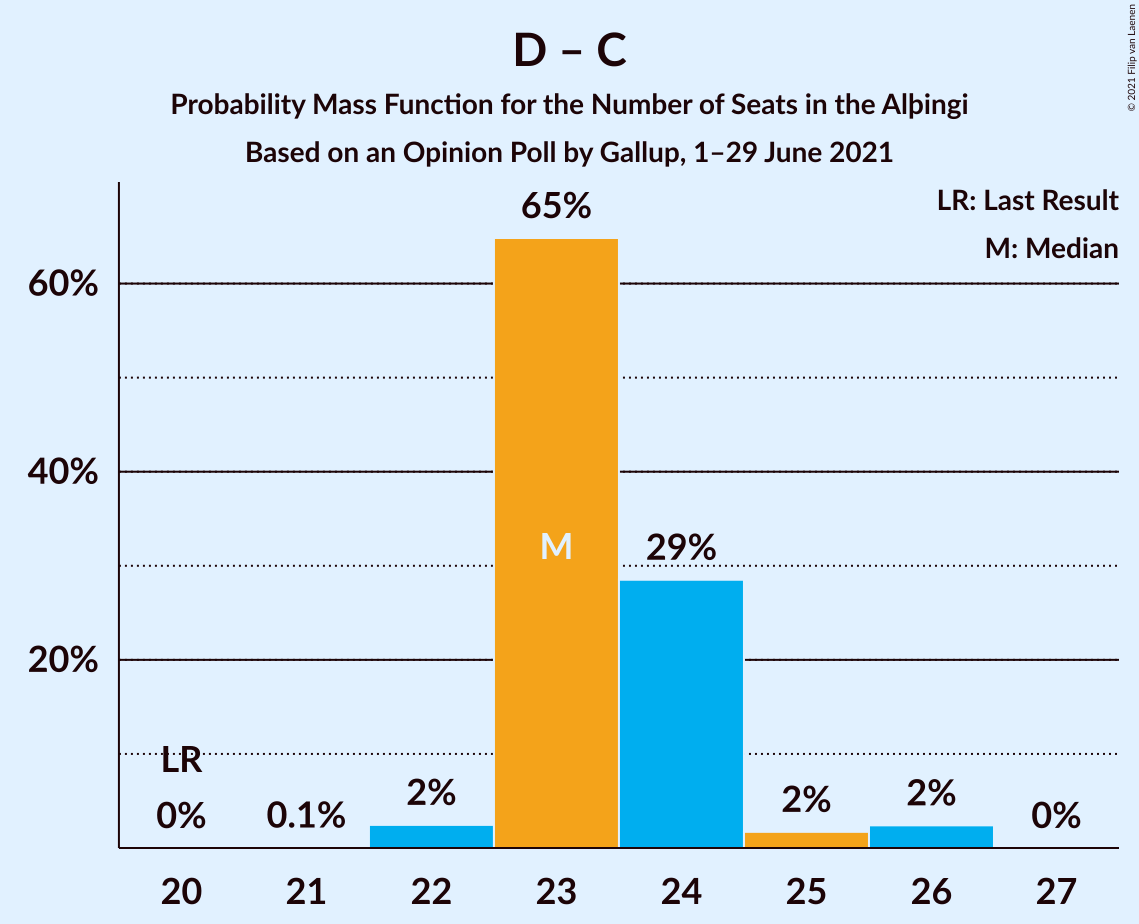 D – C
Probability Mass Function for the Number of Seats in the Alþingi
Based on an Opinion Poll by Gallup, 1–29 June 2021
© 2021 Filip van Laenen
LR: Last Result
M: Median
65%
60%
40%
M
29%
20%
LR
0%
0.1%
2%
2%
2%
0%
20
21
22
23
24
25
26
27